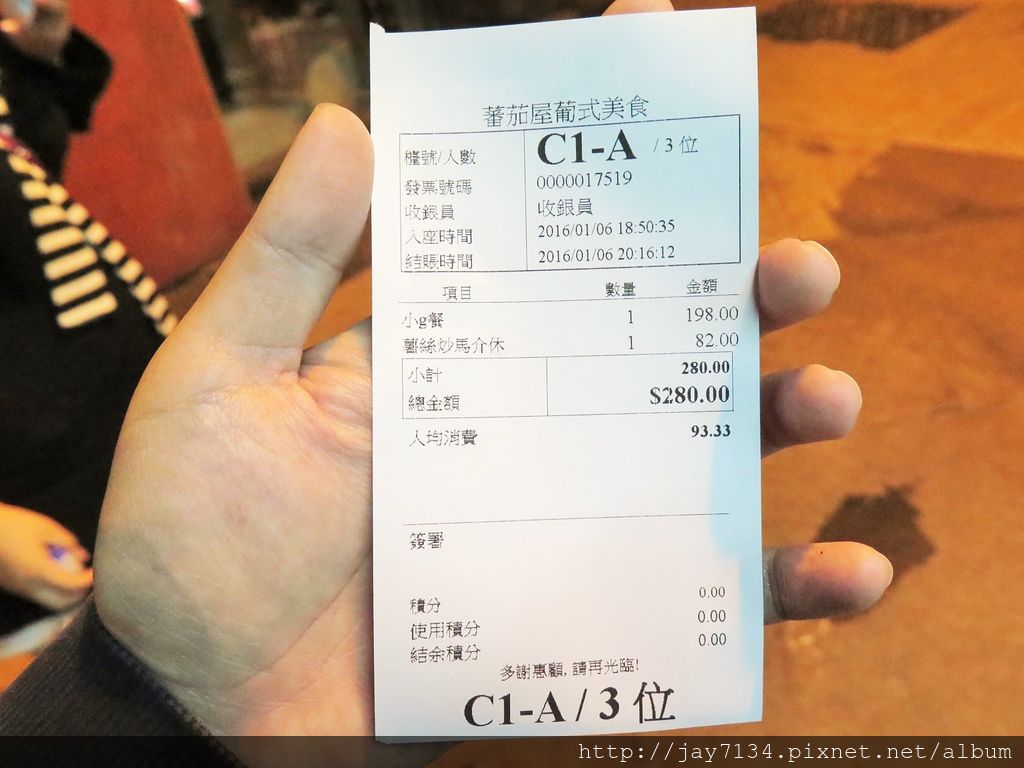 蕃茄屋葡式美食
檯號/人數 C1-A / 3 位
發票號碼 0000017519
收銀員 收銀員
入座時間 2016/01/06 18:50:35
結賬時間 2016/01/06 20:16:12
項目 數量 金額
小g餐 1 198.00
薯絲炒馬介休 1 82.00
小計 280.00
總金額 $280.00
人均消費 93.33
簽署
積分 0.00
使用積分 0.00
結余積分 0.00
多謝惠顧, 請再光臨!
C1-A / 3 位
http://jay7134.pixnet.net/album